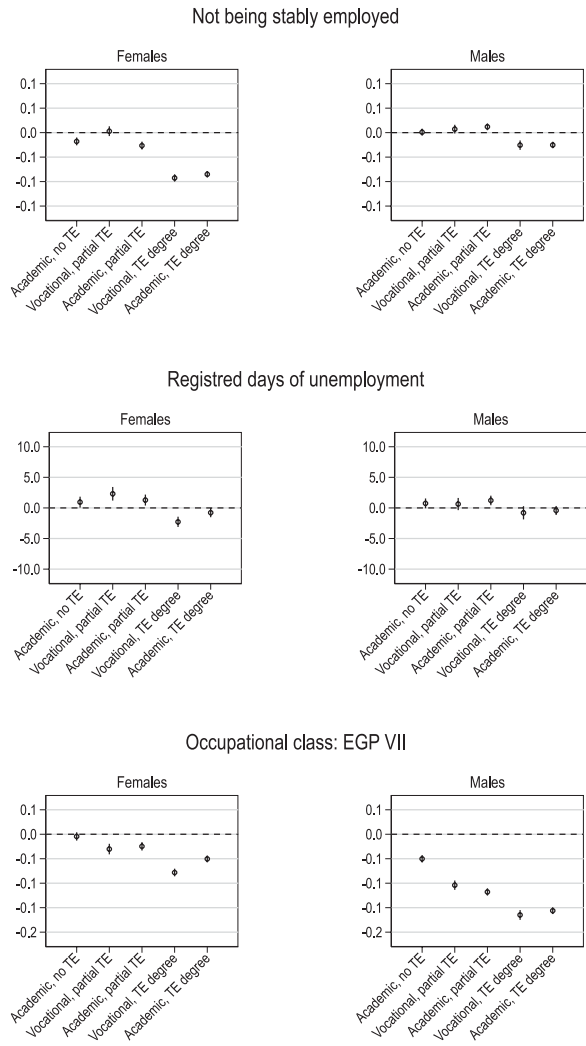 Not being stably employed
Females
0.1
0.1
0.0
-0.1
-0.1
-0.1
Academic, no TE
Vocational, partial TE
Academic, partial TE
Vocational, TE degree
Academic, TE degree
Males
0.1
0.1
0.0
-0.1
-0.1
-0.1
Academic, no TE
Vocational, partial TE
Academic, partial TE
Vocational, TE degree
Academic, TE degree
Registred days of unemployment
Females
10.0
5.0
0.0
-5.0
-10.0
Academic, no TE
Vocational, partial TE
Academic, partial TE
Vocational, TE degree
Academic, TE degree
Males
10.0
5.0
0.0
-5.0
-10.0
Academic, no TE
Vocational, partial TE
Academic, partial TE
Vocational, TE degree
Academic, TE degree
Occupational class: EGP VII
Females
0.1
0.0
-0.1
-0.1
-0.1
-0.2
Academic, no TE
Vocational, partial TE
Academic, partial TE
Vocational, TE degree
Academic, TE degree
Males
0.1
0.0
-0.1
-0.1
-0.1
-0.2
Academic, no TE
Vocational, partial TE
Academic, partial TE
Vocational, TE degree
Academic, TE degree